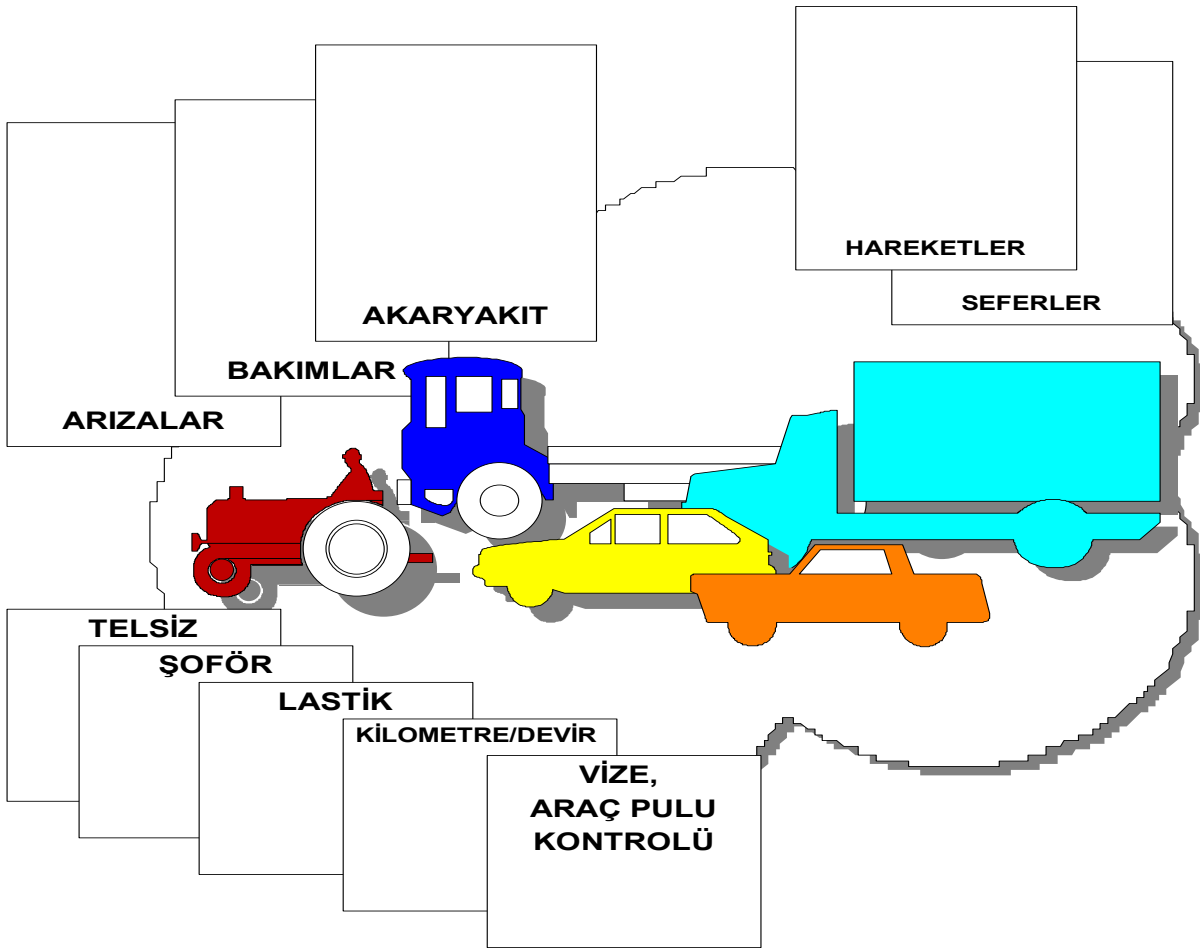 HAREKETLER
SEFERLER
AKARYAKIT
BAKIMLAR
ARIZALAR
TELSİZ
ŞOFÖR
LASTİK
KİLOMETRE/DEVİR
VİZE,
ARAÇ PULU
KONTROLÜ